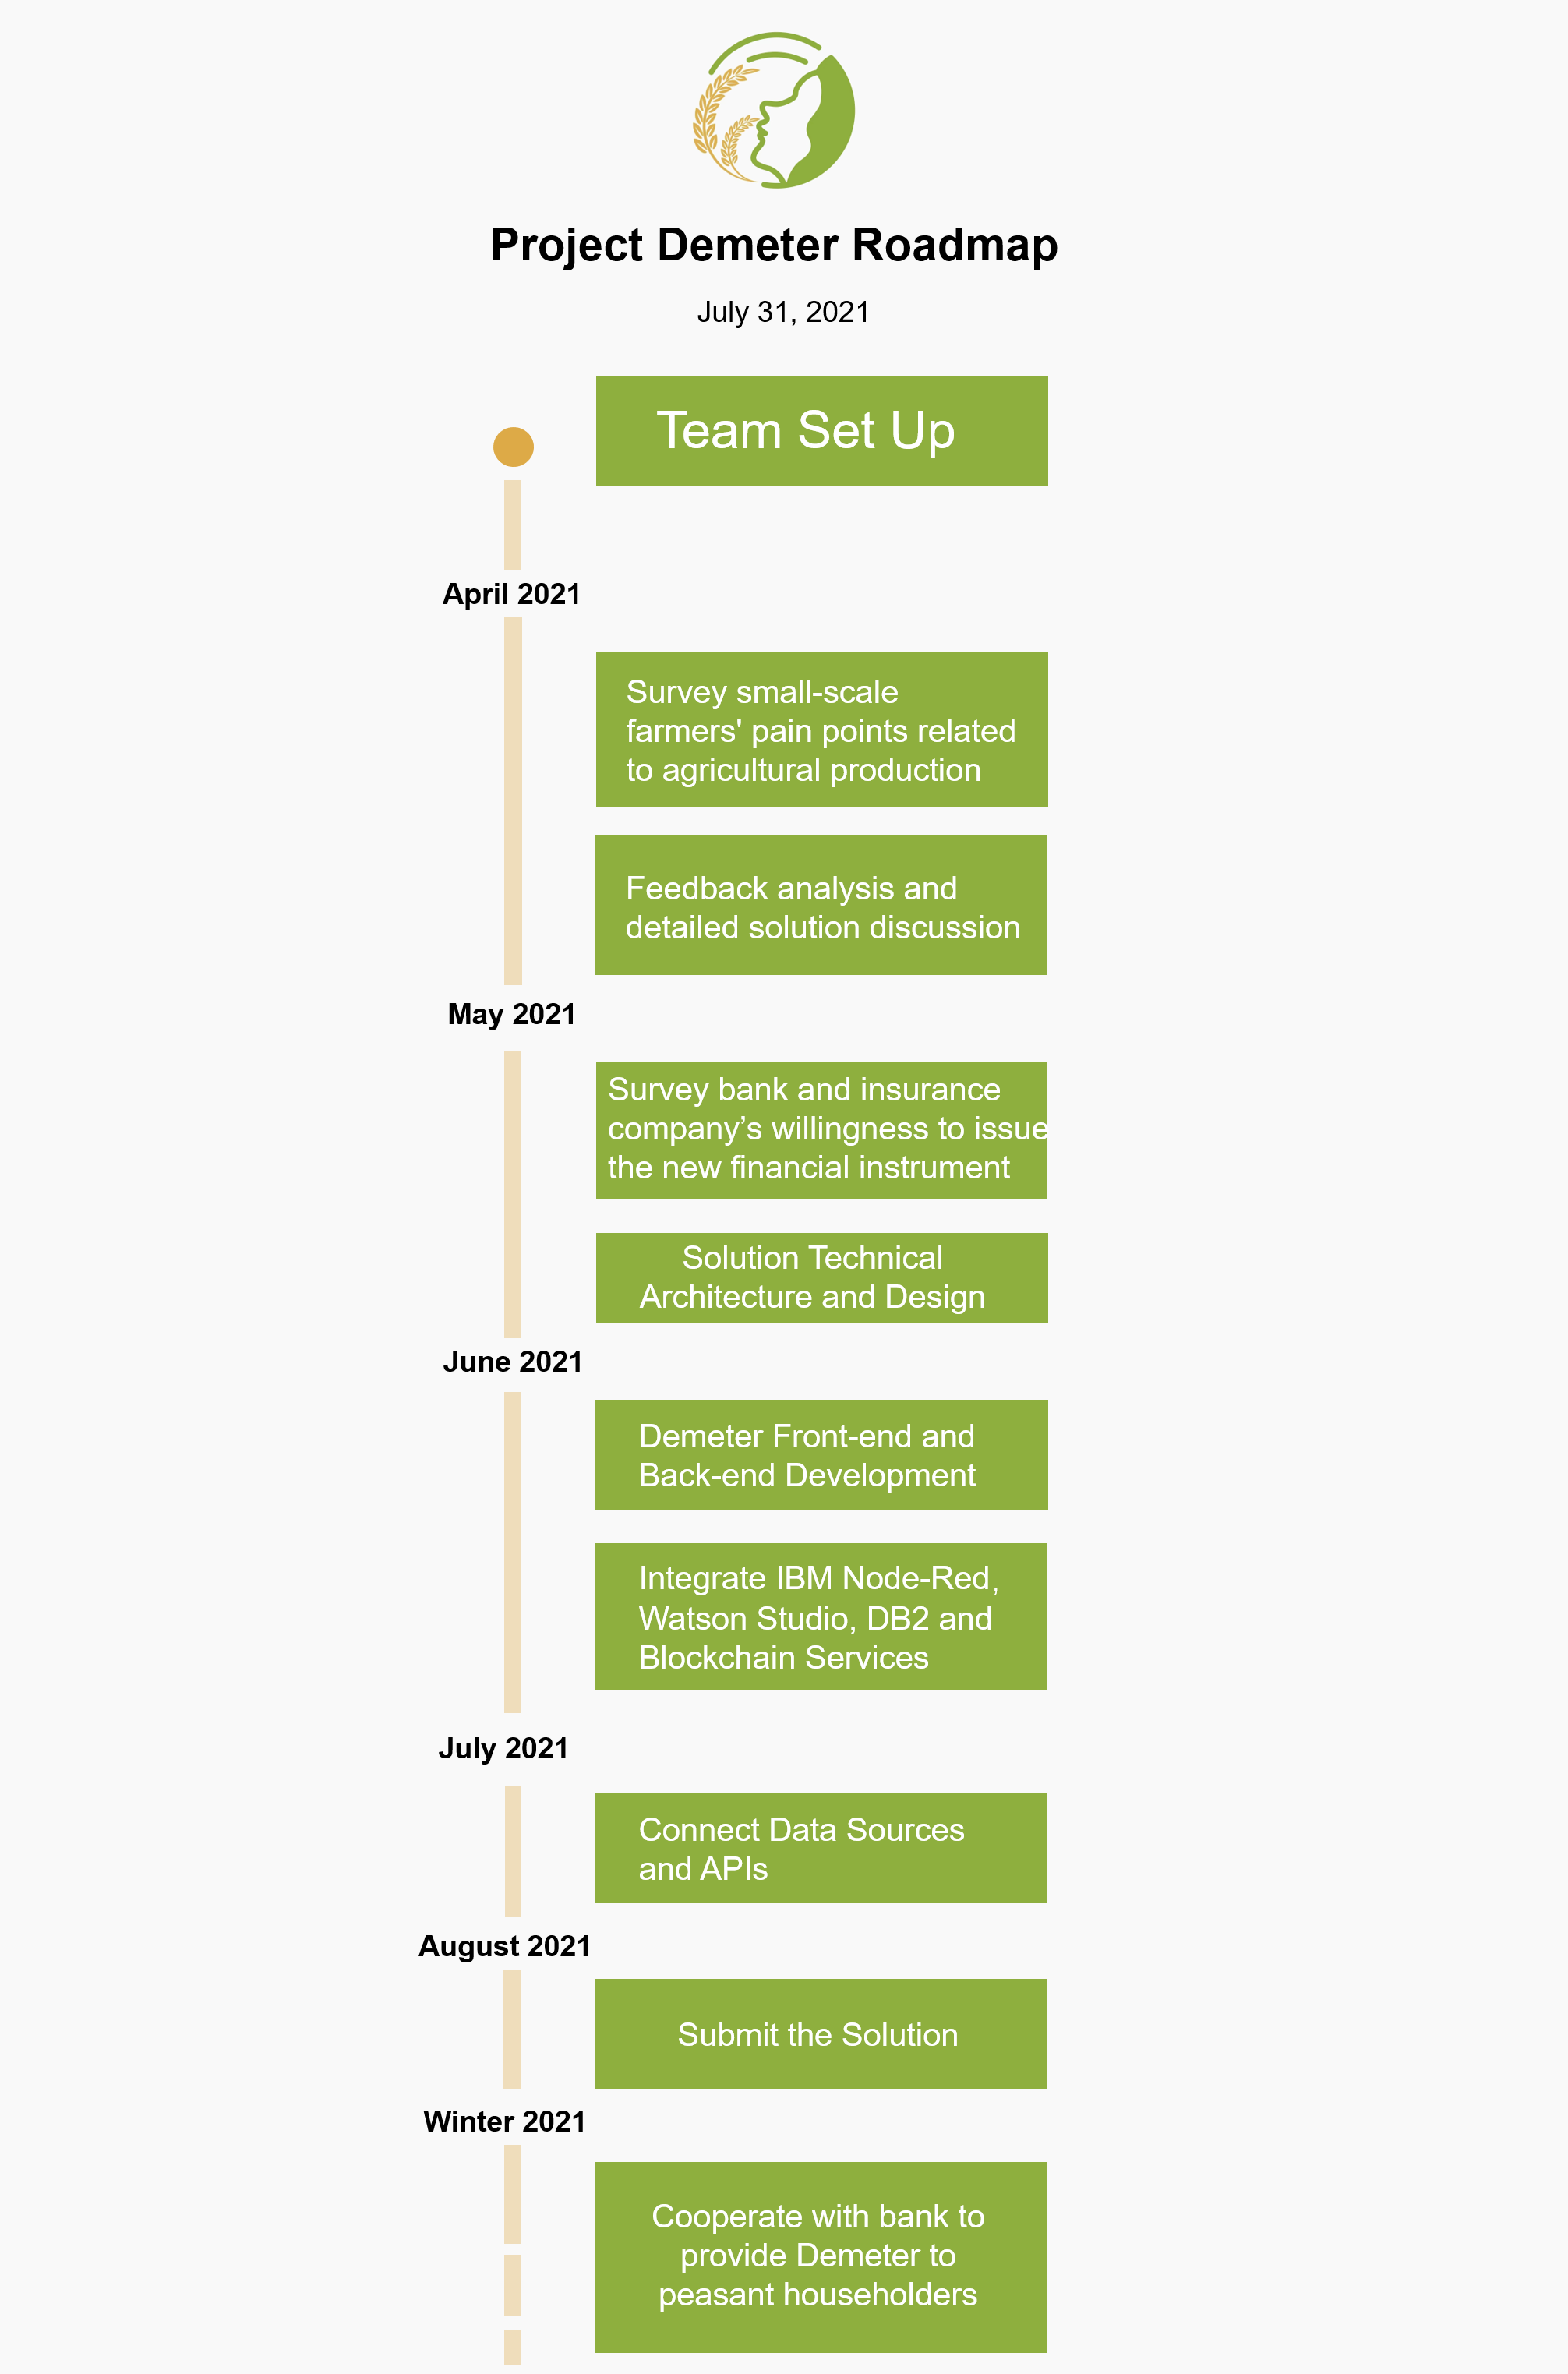 Project Demeter Roadmap
July 31, 2021
Team Set Up
April 2021
Survey small-scale
farmers' pain points related
to agricultural production
Feedback analysis and
detailed solution discussion
May 2021
Survey bank and insurance
company’s willingness to issue
the new financial instrument
Solution Technical
Architecture and Design
June 2021
Demeter Front-end and
Back-end Development
Integrate IBM Node-Red,
Watson Studio, DB2 and
Blockchain Services
July 2021
Connect Data Sources
and APIs
August 2021
Submit the Solution
Winter 2021
Cooperate with bank to
provide Demeter to
peasant householders